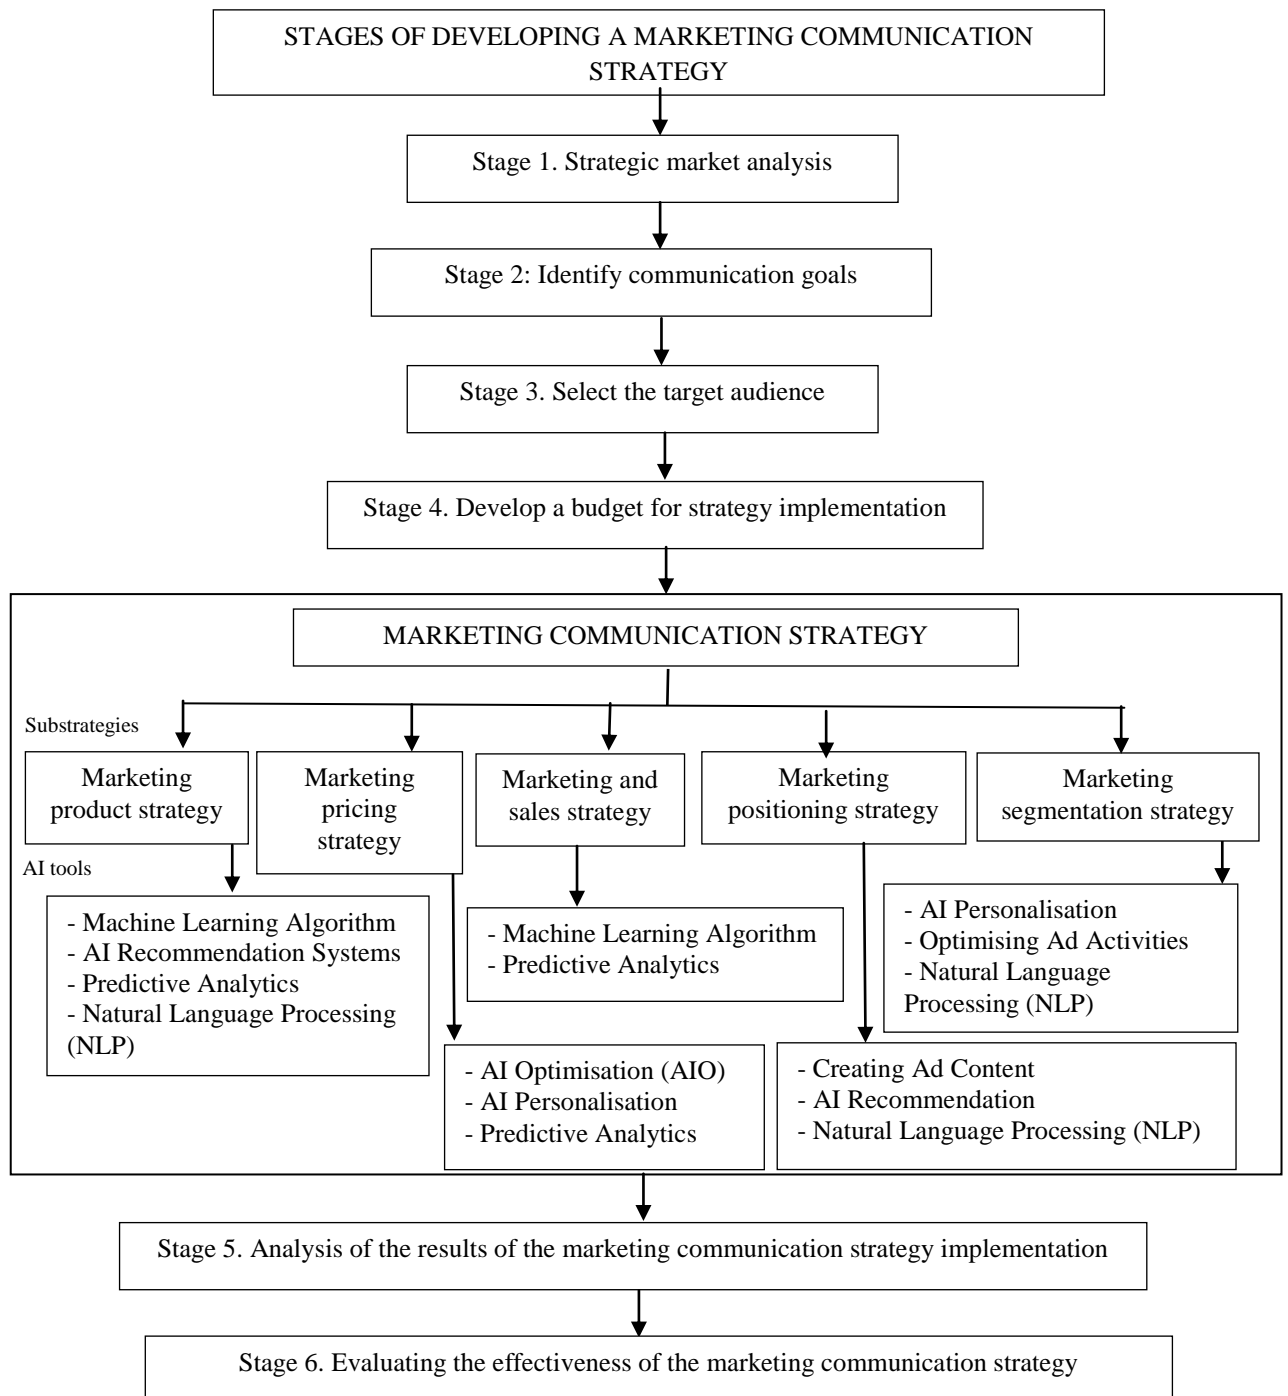 STAGES OF DEVELOPING A MARKETING COMMUNICATION
STRATEGY
Stage 1. Strategic market analysis
Stage 2: Identify communication goals
Stage 3. Select the target audience
Stage 4. Develop a budget for strategy implementation
MARKETING COMMUNICATION STRATEGY
Substrategies
Marketing
product strategy
Marketing
pricing
strategy
Marketing and
sales strategy
Marketing
positioning strategy
Marketing
segmentation strategy
AI tools
- Machine Learning Algorithm
- AI Recommendation Systems
- Predictive Analytics
- Natural Language Processing
(NLP)
- AI Optimisation (AIO)
- AI Personalisation
- Predictive Analytics
- Machine Learning Algorithm
- Predictive Analytics
- Creating Ad Content
- AI Recommendation
- Natural Language Processing (NLP)
- AI Personalisation
- Optimising Ad Activities
- Natural Language
Processing (NLP)
Stage 5. Analysis of the results of the marketing communication strategy implementation
Stage 6. Evaluating the effectiveness of the marketing communication strategy